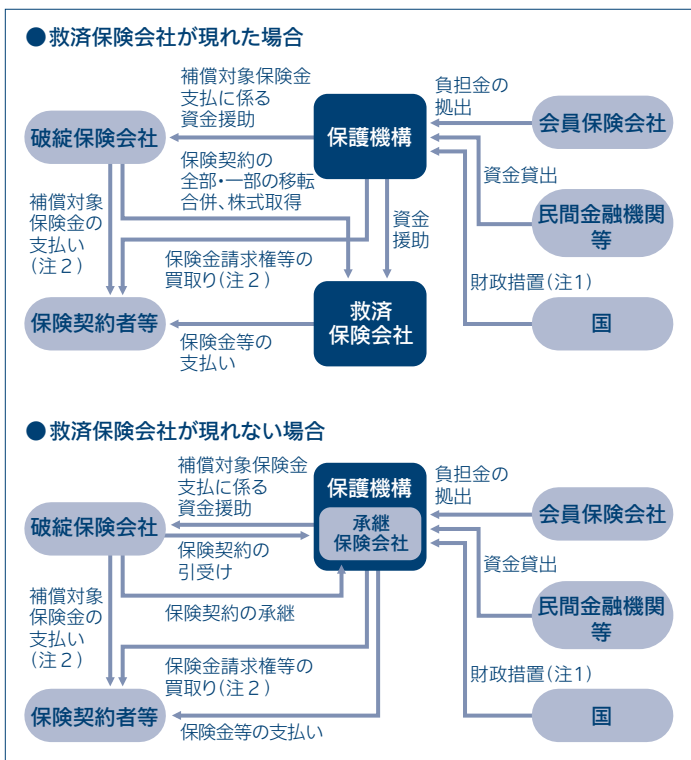 ●救済保険会社が現れた場合
補償対象保険金
支払に係る
資金援助
負担金の
拠出
破綻保険会社
保護機構
会員保険会社
保険契約の
全部・一部の移転
合併、株式取得
資金貸出
補償対象
保険金の
支払い
(注２)
資金
援助
民間金融機関
等
保険金請求権等の
買取り(注２)
財政措置(注1)
保険契約者等
救済
保険会社
国
保険金等の
支払い
●救済保険会社が現れない場合
補償対象保険金
支払に係る
資金援助
負担金の
拠出
保護機構
破綻保険会社
承継
保険会社
会員保険会社
保険契約の
引受け
資金貸出
補償対象
保険金の
支払い
(注２)
保険契約の承継
民間金融機関
等
保険金請求権等の
買取り(注２)
財政措置(注1)
保険契約者等
国
保険金等の支払い